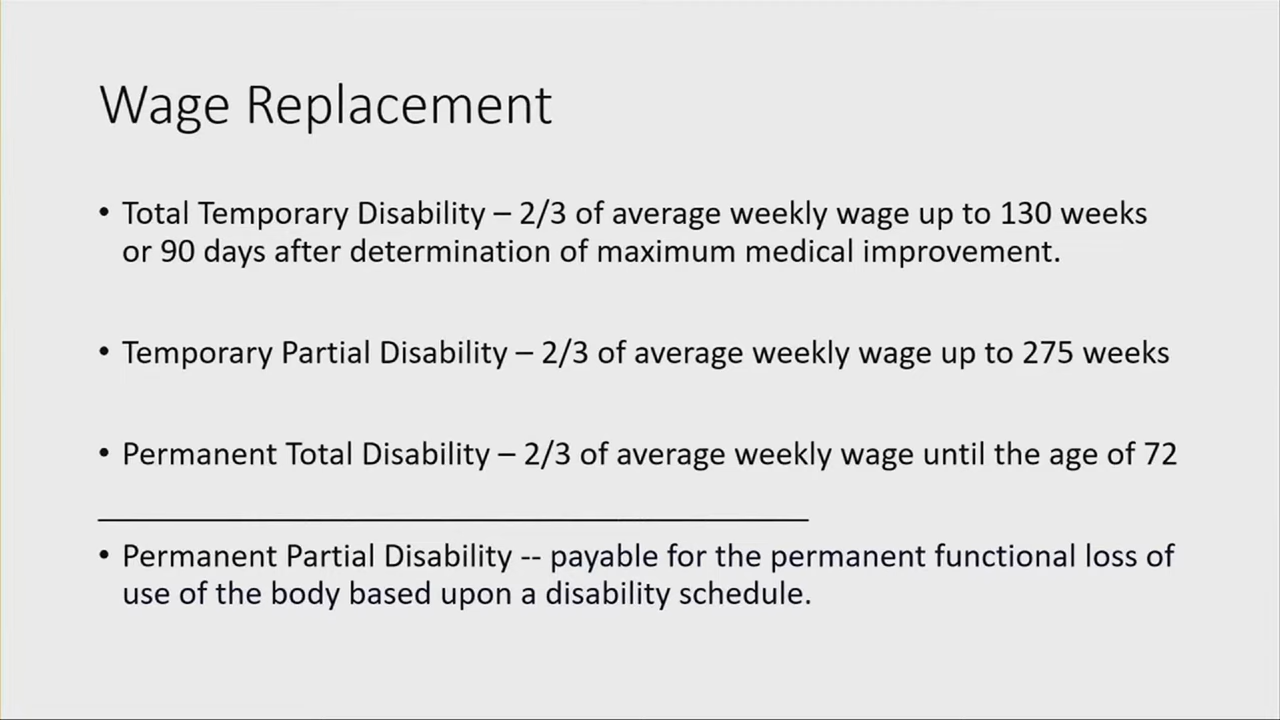 Wage Replacement
• Total Temporary Disability – 2/3 of average weekly wage up to 130 weeks
or 90 days after determination of maximum medical improvement.
• Temporary Partial Disability – 2/3 of average weekly wage up to 275 weeks
• Permanent Total Disability – 2/3 of average weekly wage until the age of 72
• Permanent Partial Disability -- payable for the permanent functional loss of
use of the body based upon a disability schedule.